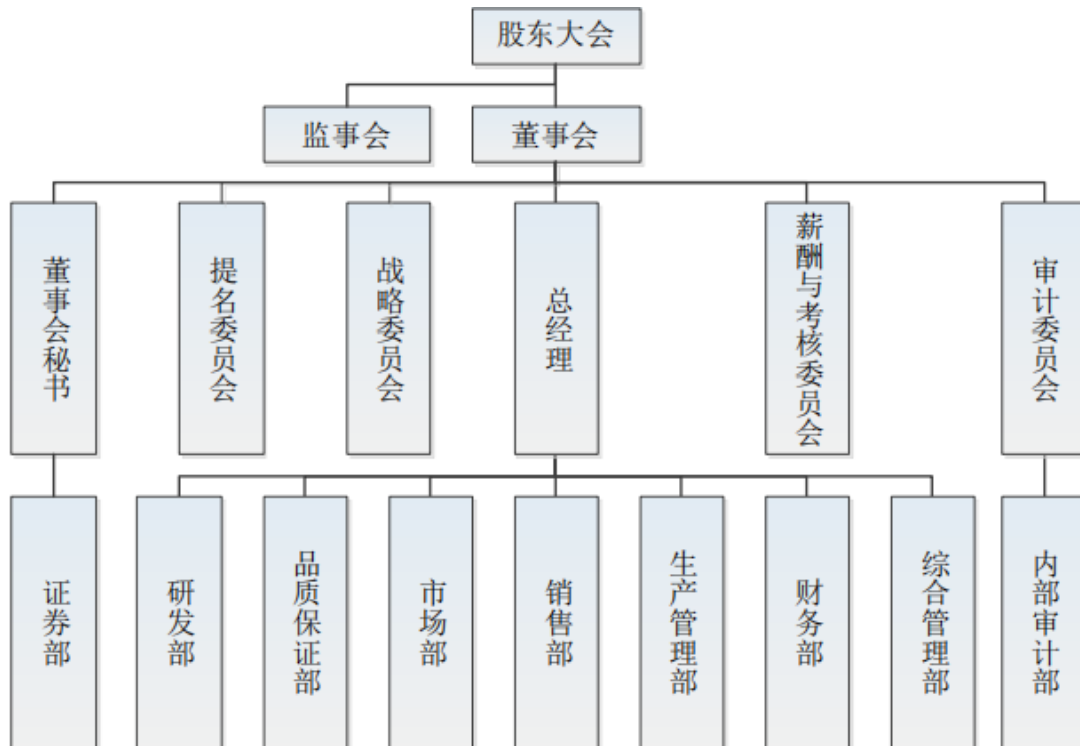 股东大会
监事会
董事会
董事会秘书
提名委员会
战略委员会
总经理
薪酬与考核委员会
审计委员会
证券部
研发部
品质保证部
市场部
销售部
生产管理部
财务部
综合管理部
内部审计部